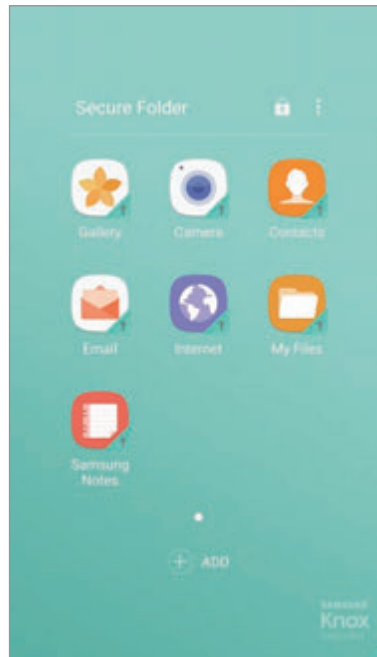 Secure Folder
Gallery Camera Contacts
Email Internet My Files
Samsung
Notes
ADD
SAMSUNG
Knox